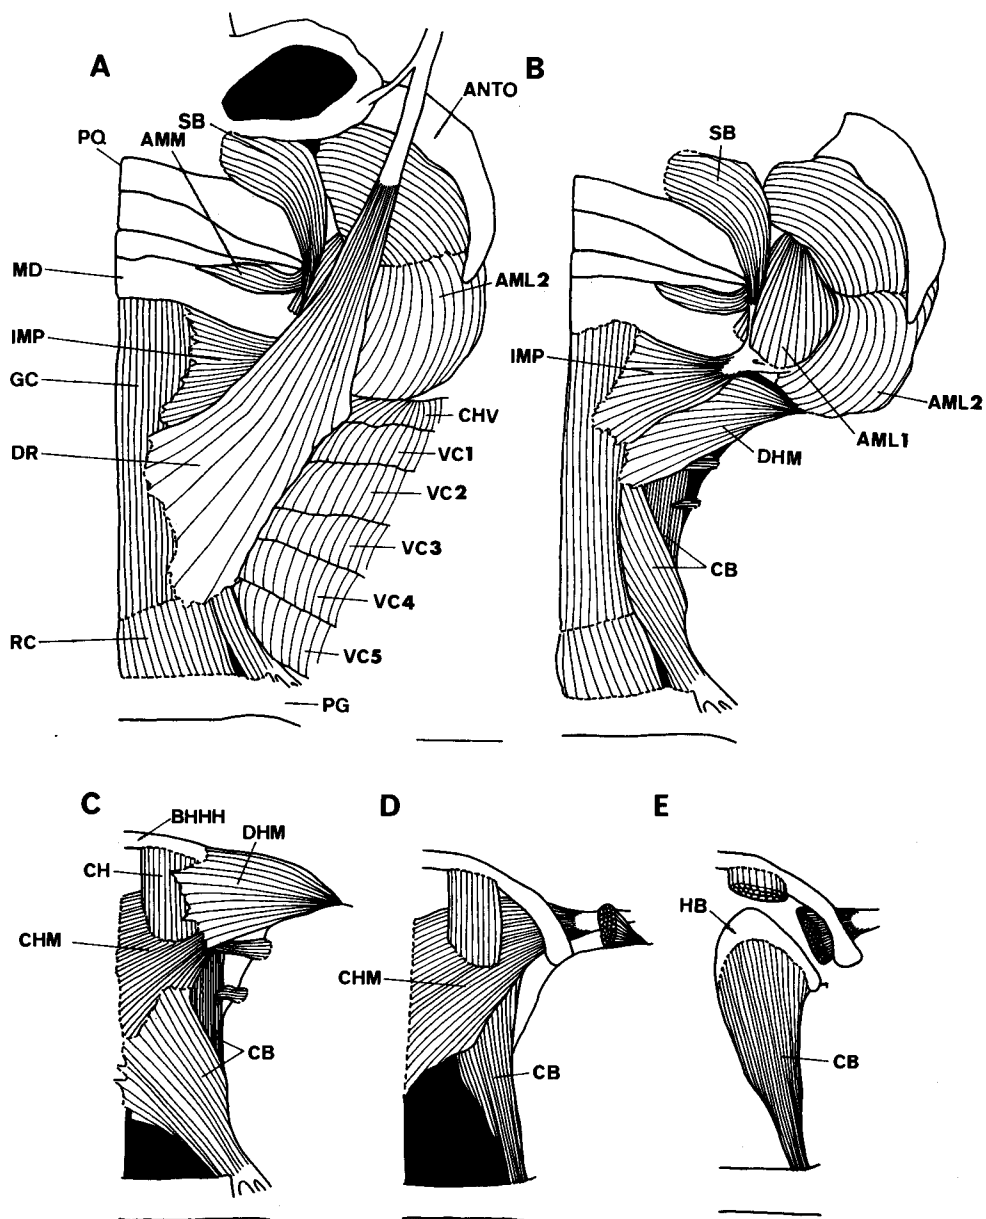 A
B
ANTO
SB
SB
PQ
AMM
MD
AML2
IMP
IMP
GC
AML2
CHV
AML1
DR
VC1
DHM
VC2
VC3
CB
VC4
RC
VC5
PG
C
D
E
BHHH
DHM
CH
HB
CHM
CHM
CB
CB
CB